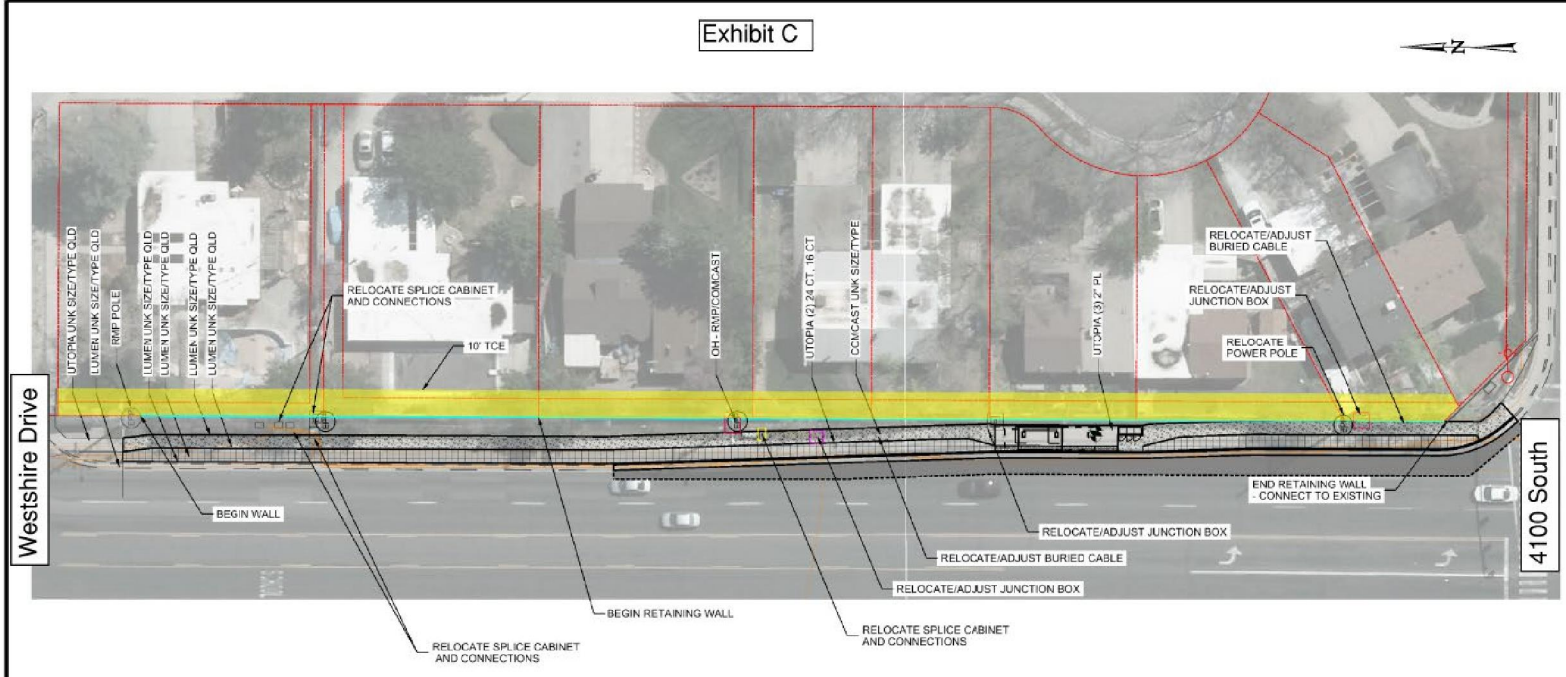 Exhibit C
N
UTOPIA UNK SIZE/TYPE QLD
LUMEN UNK SIZE/TYPE QLD
RMP POLE
LUMEN UNK SIZE/TYPE QLD
LUMEN UNK SIZE/TYPE QLD
LUMEN UNK SIZE/TYPE QLD
LUMEN UNK SIZE/TYPE QLD
RELOCATE SPLICE CABINET
AND CONNECTIONS
10' TCE
OH - RMP/COMCAST
UTOPIA (2) 24 CT, 16 CT
COMCAST UNK SIZE/TYPE
UTOPIA (3) 2" PL
RELOCATE/ADJUST
BURIED CABLE
RELOCATE/ADJUST
JUNCTION BOX
RELOCATE
POWER POLE
Westshire Drive
4100 South
BEGIN WALL
END RETAINING WALL
- CONNECT TO EXISTING
RELOCATE/ADJUST JUNCTION BOX
RELOCATE/ADJUST BURIED CABLE
RELOCATE/ADJUST JUNCTION BOX
BEGIN RETAINING WALL
RELOCATE SPLICE CABINET
AND CONNECTIONS
RELOCATE SPLICE CABINET
AND CONNECTIONS